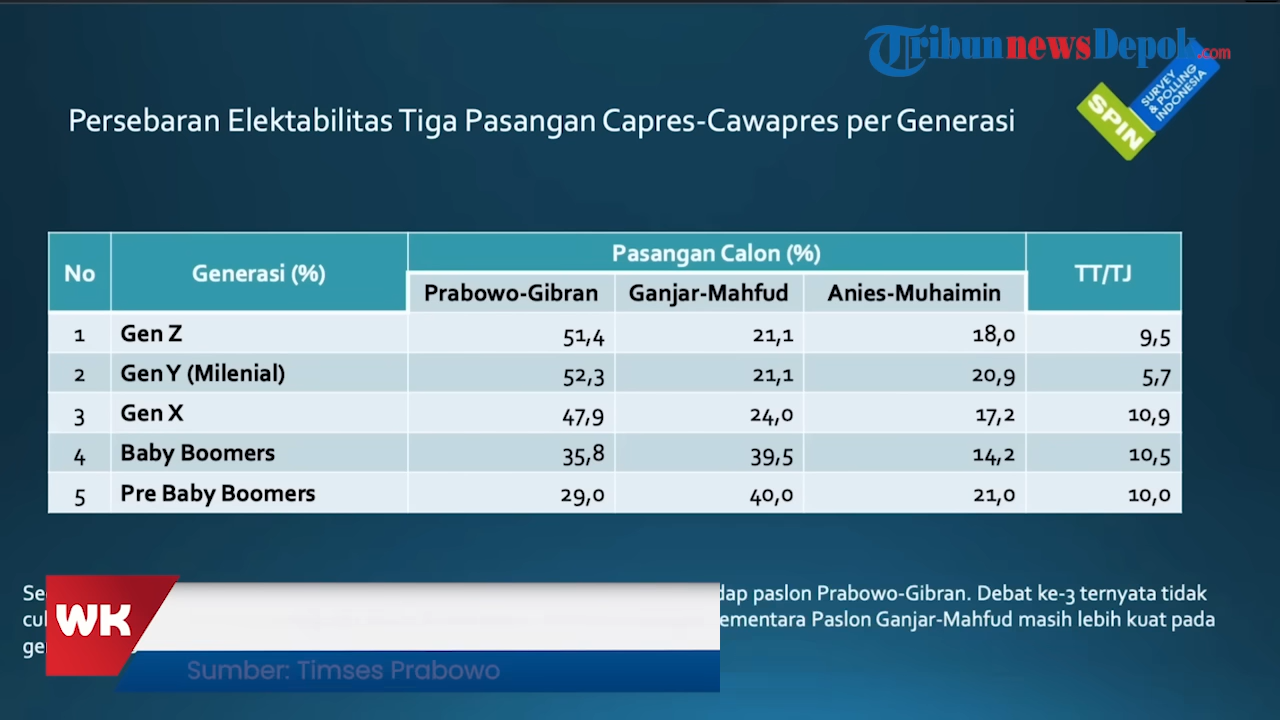 TribunnewsDepok.com
SPIN
SURVEY
& POLLING
INDONESIA
Persebaran Elektabilitas Tiga Pasangan Capres-Cawapres per Generasi
No Generasi (%) Pasangan Calon (%) TT/TJ
Prabowo-Gibran Ganjar-Mahfud Anies-Muhaimin
1 Gen Z 51,4 21,1 18,0 9,5
2 Gen Y (Milenial) 52,3 21,1 20,9 5,7
3 Gen X 47,9 24,0 17,2 10,9
4 Baby Boomers 35,8 39,5 14,2 10,5
5 Pre Baby Boomers 29,0 40,0 21,0 10,0
paslon Prabowo-Gibran. Debat ke-3 ternyata tidak
Paslon Ganjar-Mahfud masih lebih kuat pada
WK
Sumber: Timses Prabowo